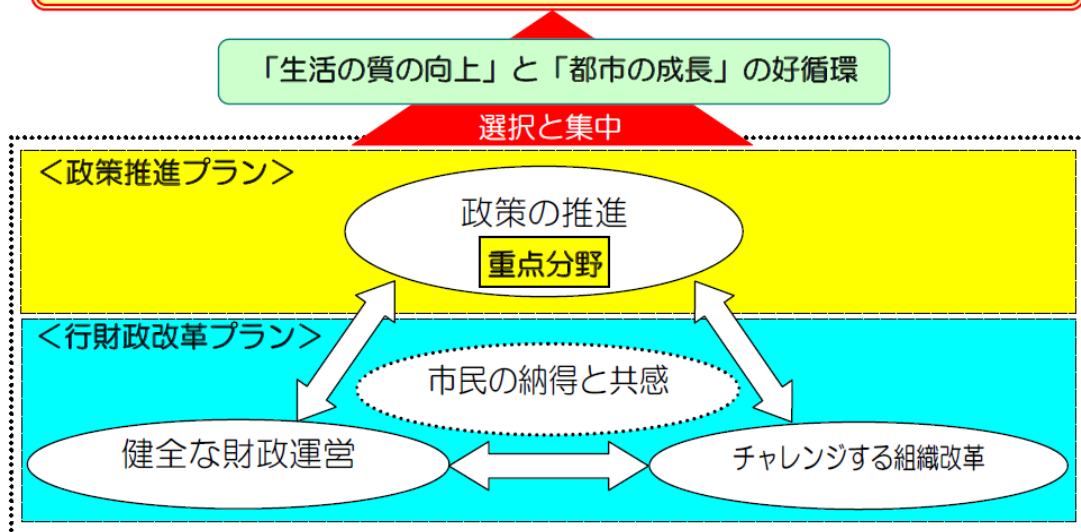 「生活の質の向上」と「都市の成長」の好循環
選択と集中
＜政策推進プラン＞
政策の推進
重点分野
＜行財政改革プラン＞
市民の納得と共感
健全な財政運営
チャレンジする組織改革